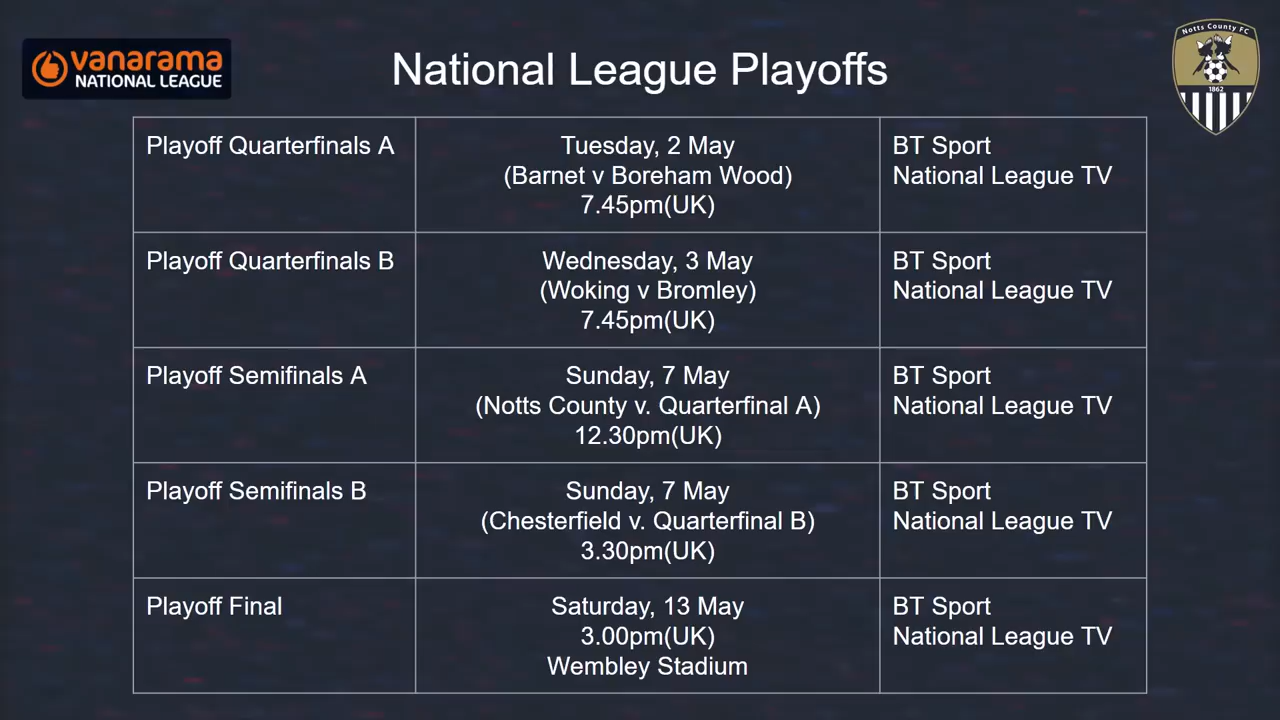 vanarama
NATIONAL LEAGUE
National League Playoffs
Notts County FC
1862
Playoff Quarterfinals A
Tuesday, 2 May
(Barnet v Boreham Wood)
7.45pm(UK)
BT Sport
National League TV
Playoff Quarterfinals B
Wednesday, 3 May
(Woking v Bromley)
7.45pm(UK)
BT Sport
National League TV
Playoff Semifinals A
Sunday, 7 May
(Notts County v. Quarterfinal A)
12.30pm(UK)
BT Sport
National League TV
Playoff Semifinals B
Sunday, 7 May
(Chesterfield v. Quarterfinal B)
3.30pm(UK)
BT Sport
National League TV
Playoff Final
Saturday, 13 May
3.00pm(UK)
Wembley Stadium
BT Sport
National League TV